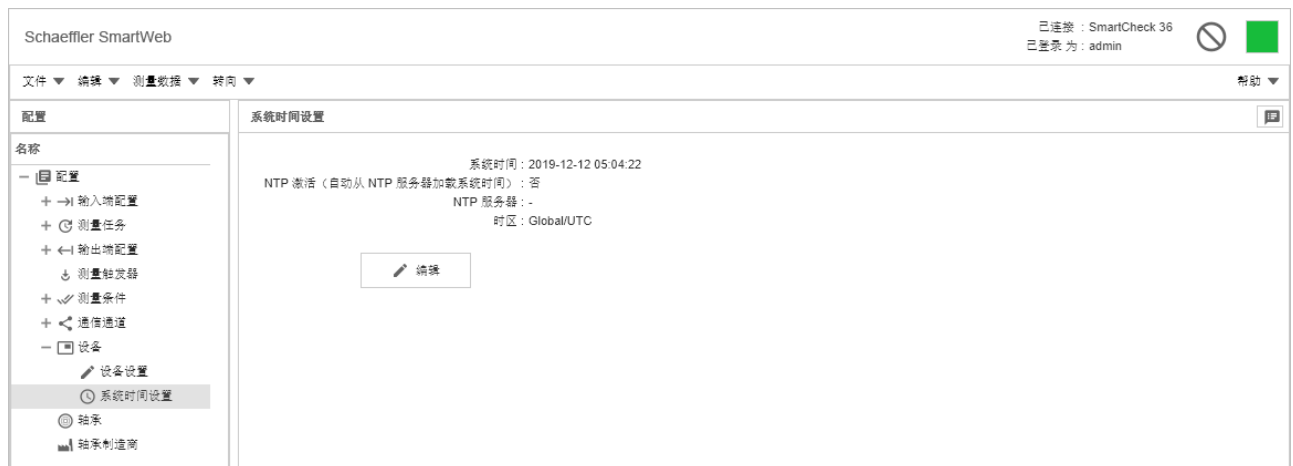 Schaeffler SmartWeb
已连接 : SmartCheck 36
已登录 为 : admin
文件 编辑 测量数据 转向 帮助
配置
名称
配置
输入端配置
测量任务
输出端配置
测量触发器
测量条件
通信通道
设备
设备设置
系统时间设置
轴承
轴承制造商
系统时间设置
系统时间 : 2019-12-12 05:04:22
NTP 激活（自动从 NTP 服务器加载系统时间） : 否
NTP 服务器 : -
时区 : Global/UTC
编辑